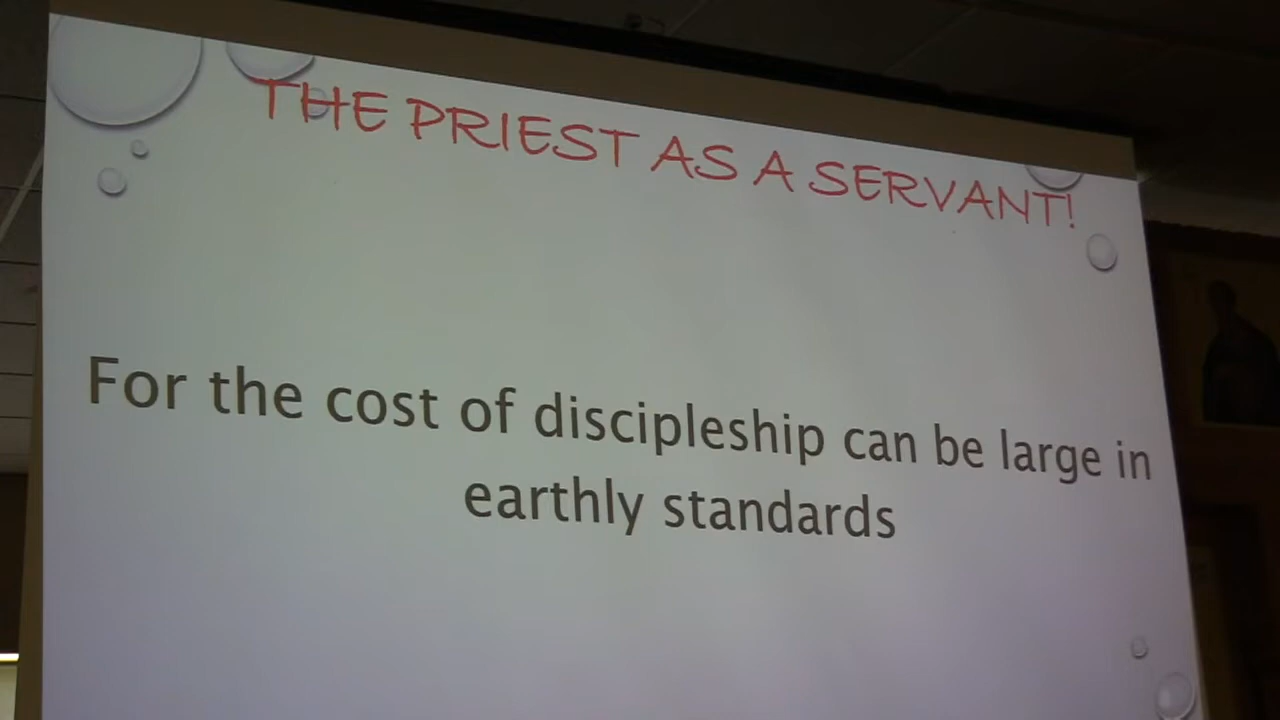 THE PRIEST AS A SERVANT!
For the cost of discipleship can be large in
earthly standards